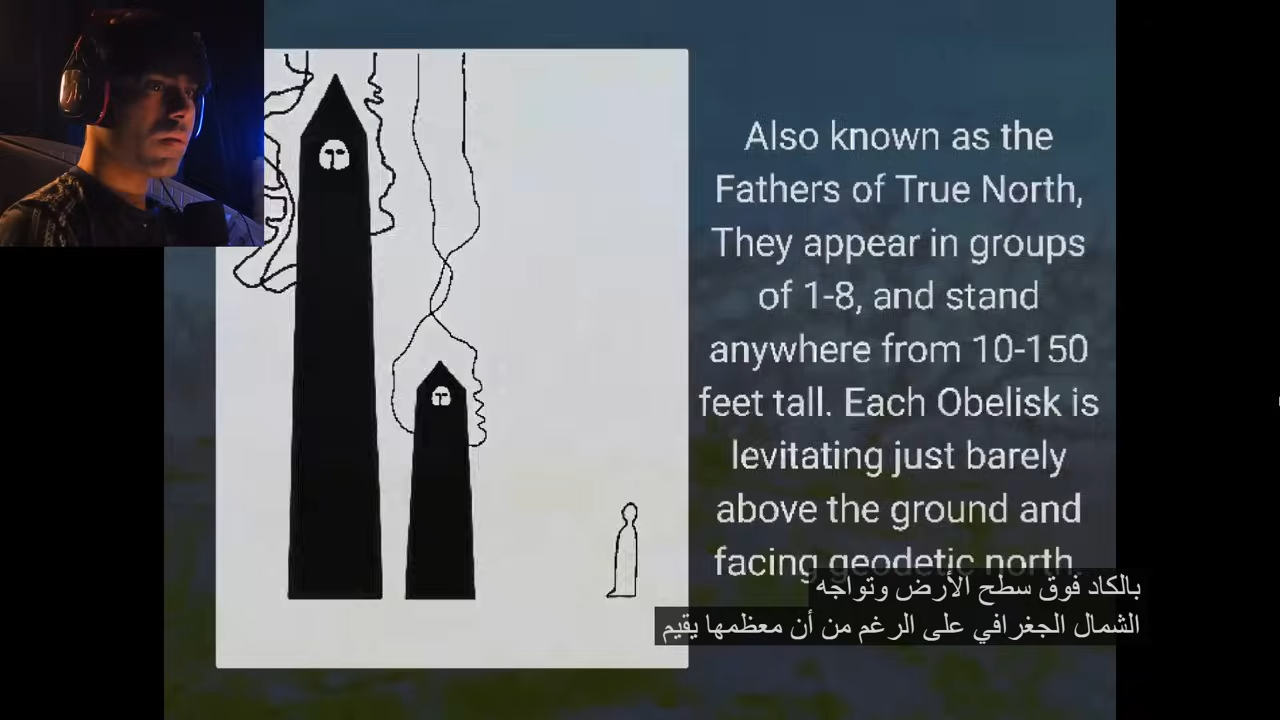 Also known as the
Fathers of True North,
They appear in groups
of 1-8, and stand
anywhere from 10-150
feet tall. Each Obelisk is
levitating just barely
above the ground and
facing geodetic north.
بالكاد فوق سطح الأرض وتواجه
الشمال الجغرافي على الرغم من أن معظمها يقيم